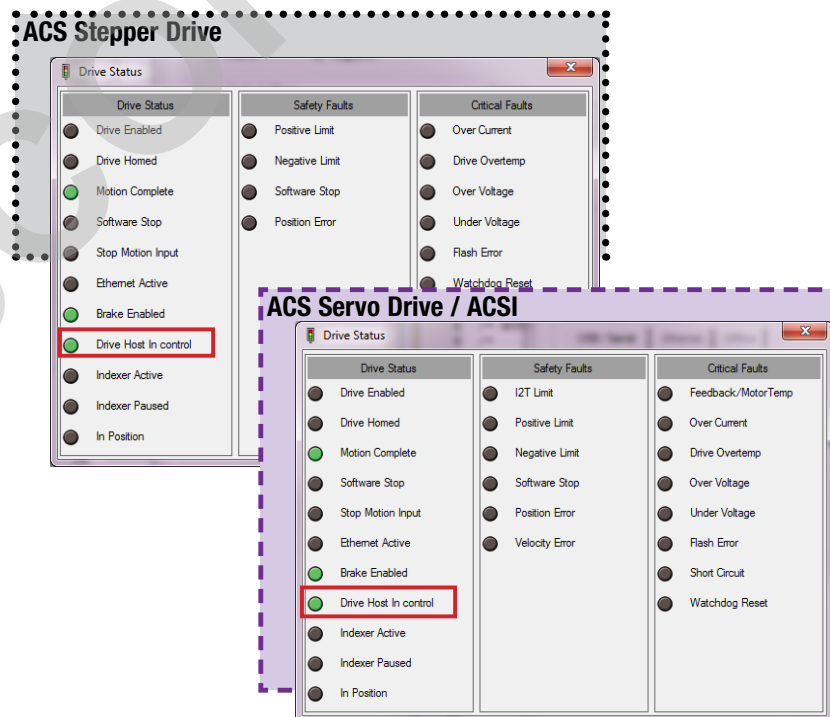 ACS Stepper Drive
Drive Status
Drive Status
Safety Faults
Critical Faults
Drive Enabled
Positive Limit
Over Current
Drive Homed
Negative Limit
Drive Overtemp
Motion Complete
Software Stop
Over Voltage
Software Stop
Position Error
Under Voltage
Stop Motion Input
Flash Error
Ethernet Active
Watchdog Reset
Brake Enabled
Drive Host In control
Indexer Active
Indexer Paused
In Position
ACS Servo Drive / ACSI
Drive Status
Drive Status
Safety Faults
Critical Faults
Drive Enabled
I2T Limit
Feedback/MotorTemp
Drive Homed
Positive Limit
Over Current
Motion Complete
Negative Limit
Drive Overtemp
Software Stop
Software Stop
Over Voltage
Stop Motion Input
Position Error
Under Voltage
Ethernet Active
Velocity Error
Flash Error
Brake Enabled
Short Circuit
Drive Host In control
Watchdog Reset
Indexer Active
Indexer Paused
In Position